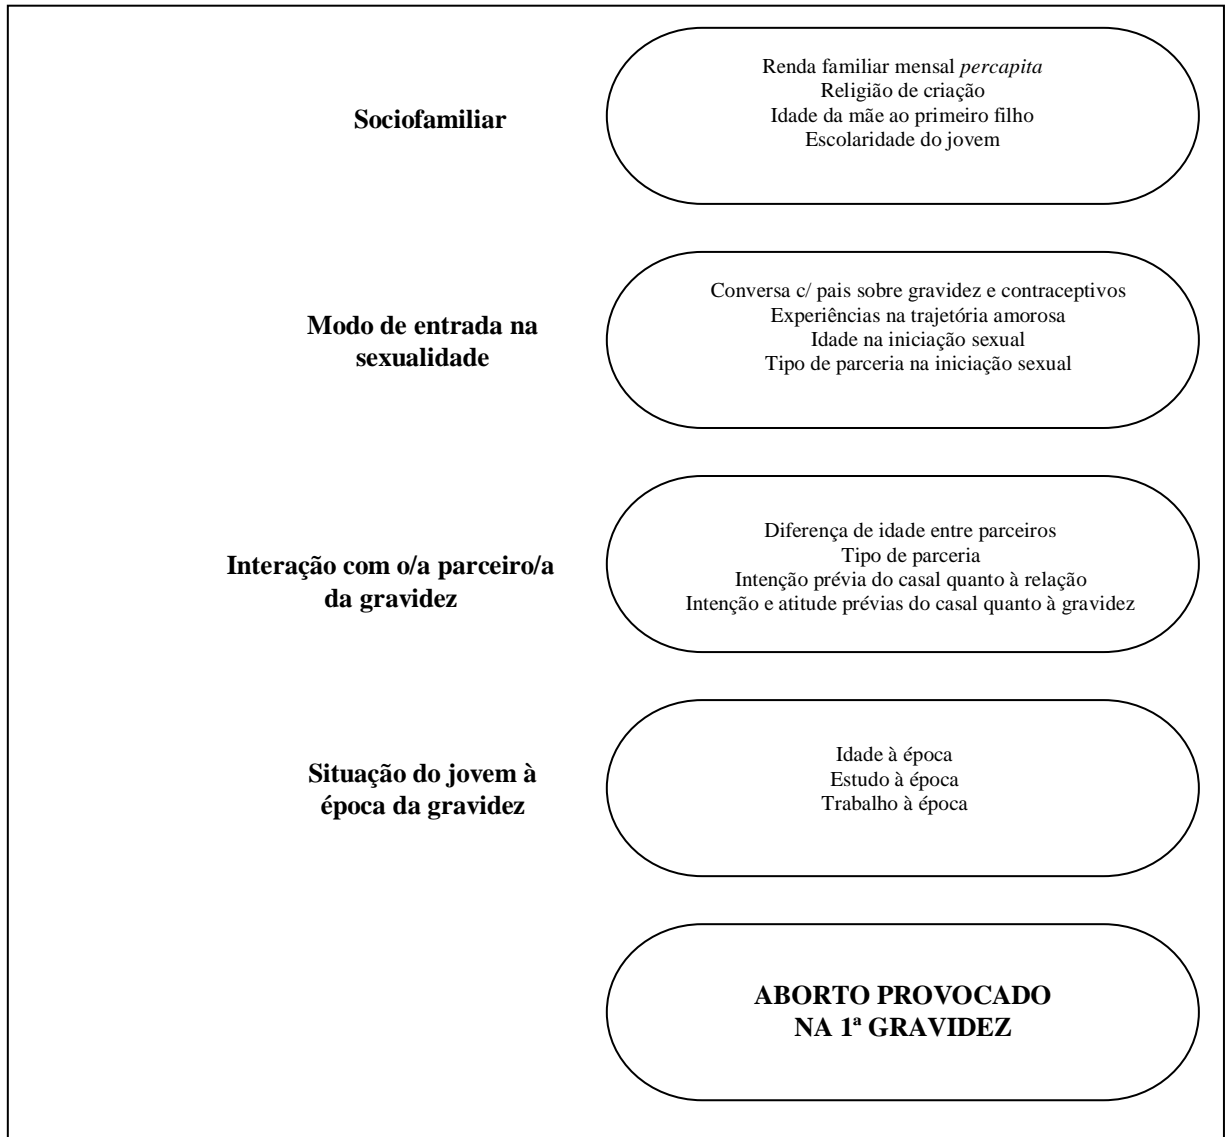 Sociofamiliar
Renda familiar mensal percapita
Religião de criação
Idade da mãe ao primeiro filho
Escolaridade do jovem
Modo de entrada na
sexualidade
Conversa c/ pais sobre gravidez e contraceptivos
Experiências na trajetória amorosa
Idade na iniciação sexual
Tipo de parceria na iniciação sexual
Interação com o/a parceiro/a
da gravidez
Diferença de idade entre parceiros
Tipo de parceria
Intenção prévia do casal quanto à relação
Intenção e atitude prévias do casal quanto à gravidez
Situação do jovem à
época da gravidez
Idade à época
Estudo à época
Trabalho à época
ABORTO PROVOCADO
NA 1ª GRAVIDEZ